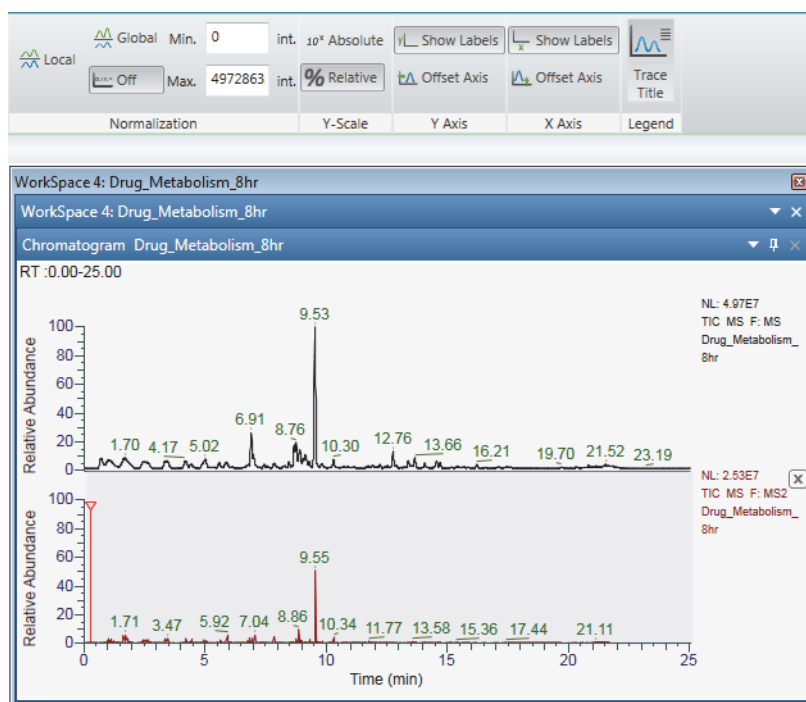 Local
Global
Off
Min. 0 int.
Max. 4972863 int.
Normalization
10ˣ Absolute
% Relative
Y-Scale
Show Labels
Offset Axis
Y Axis
Show Labels
Offset Axis
X Axis
Trace
Title
Legend
WorkSpace 4: Drug_Metabolism_8hr
WorkSpace 4: Drug_Metabolism_8hr
Chromatogram Drug_Metabolism_8hr
RT :0.00-25.00
NL: 4.97E7
TIC MS F: MS
Drug_Metabolism_
8hr
Relative Abundance
100
80
60
40
20
0
1.70 4.17 5.02 6.91 8.76 9.53 10.30 12.76 13.66 16.21 19.70 21.52 23.19
NL: 2.53E7
TIC MS F: MS2
Drug_Metabolism_
8hr
Relative Abundance
100
80
60
40
20
0
1.71 3.47 5.92 7.04 8.86 9.55 10.34 11.77 13.58 15.36 17.44 21.11
0 5 10 15 20 25
Time (min)